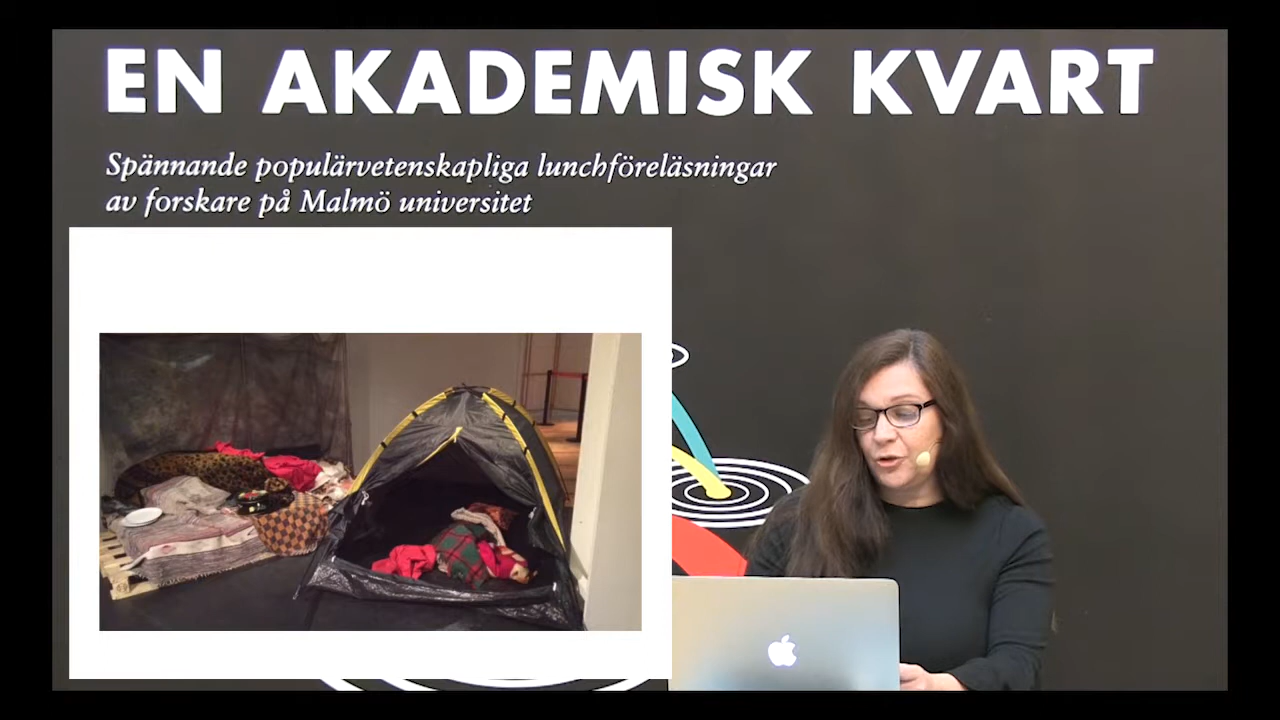 EN AKADEMISK KVART
Spännande populärvetenskapliga lunchföreläsningar
av forskare på Malmö universitet